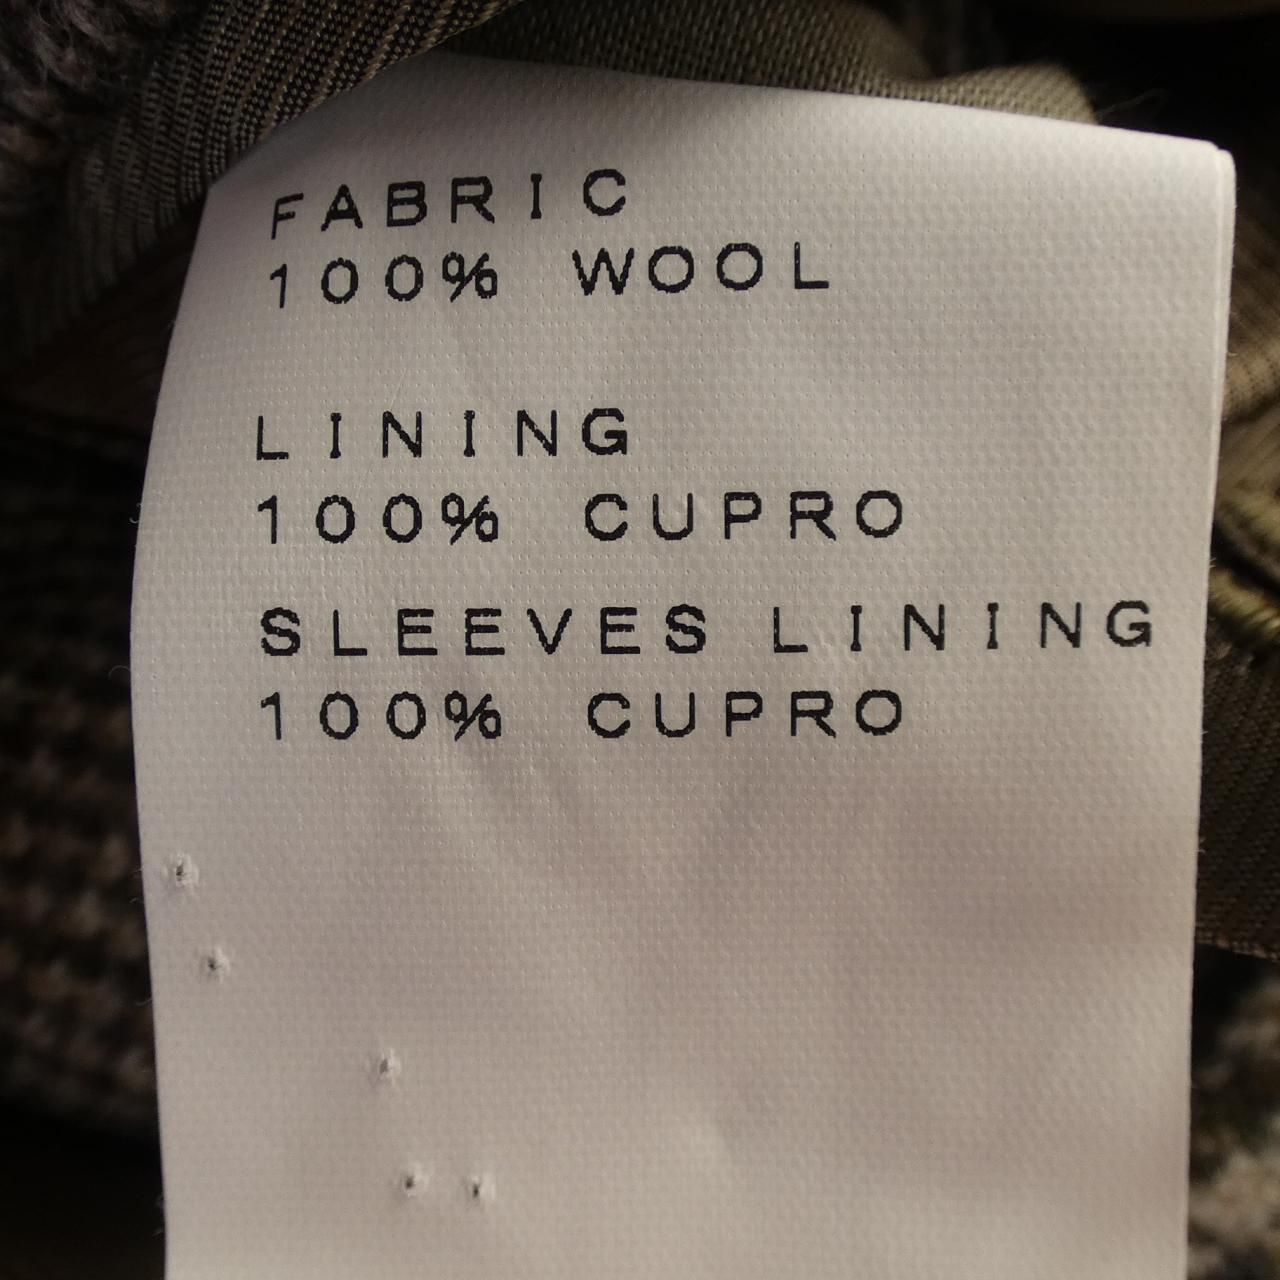 FABRIC
100% WOOL
LINING
100% CUPRO
SLEEVES LINING
100% CUPRO